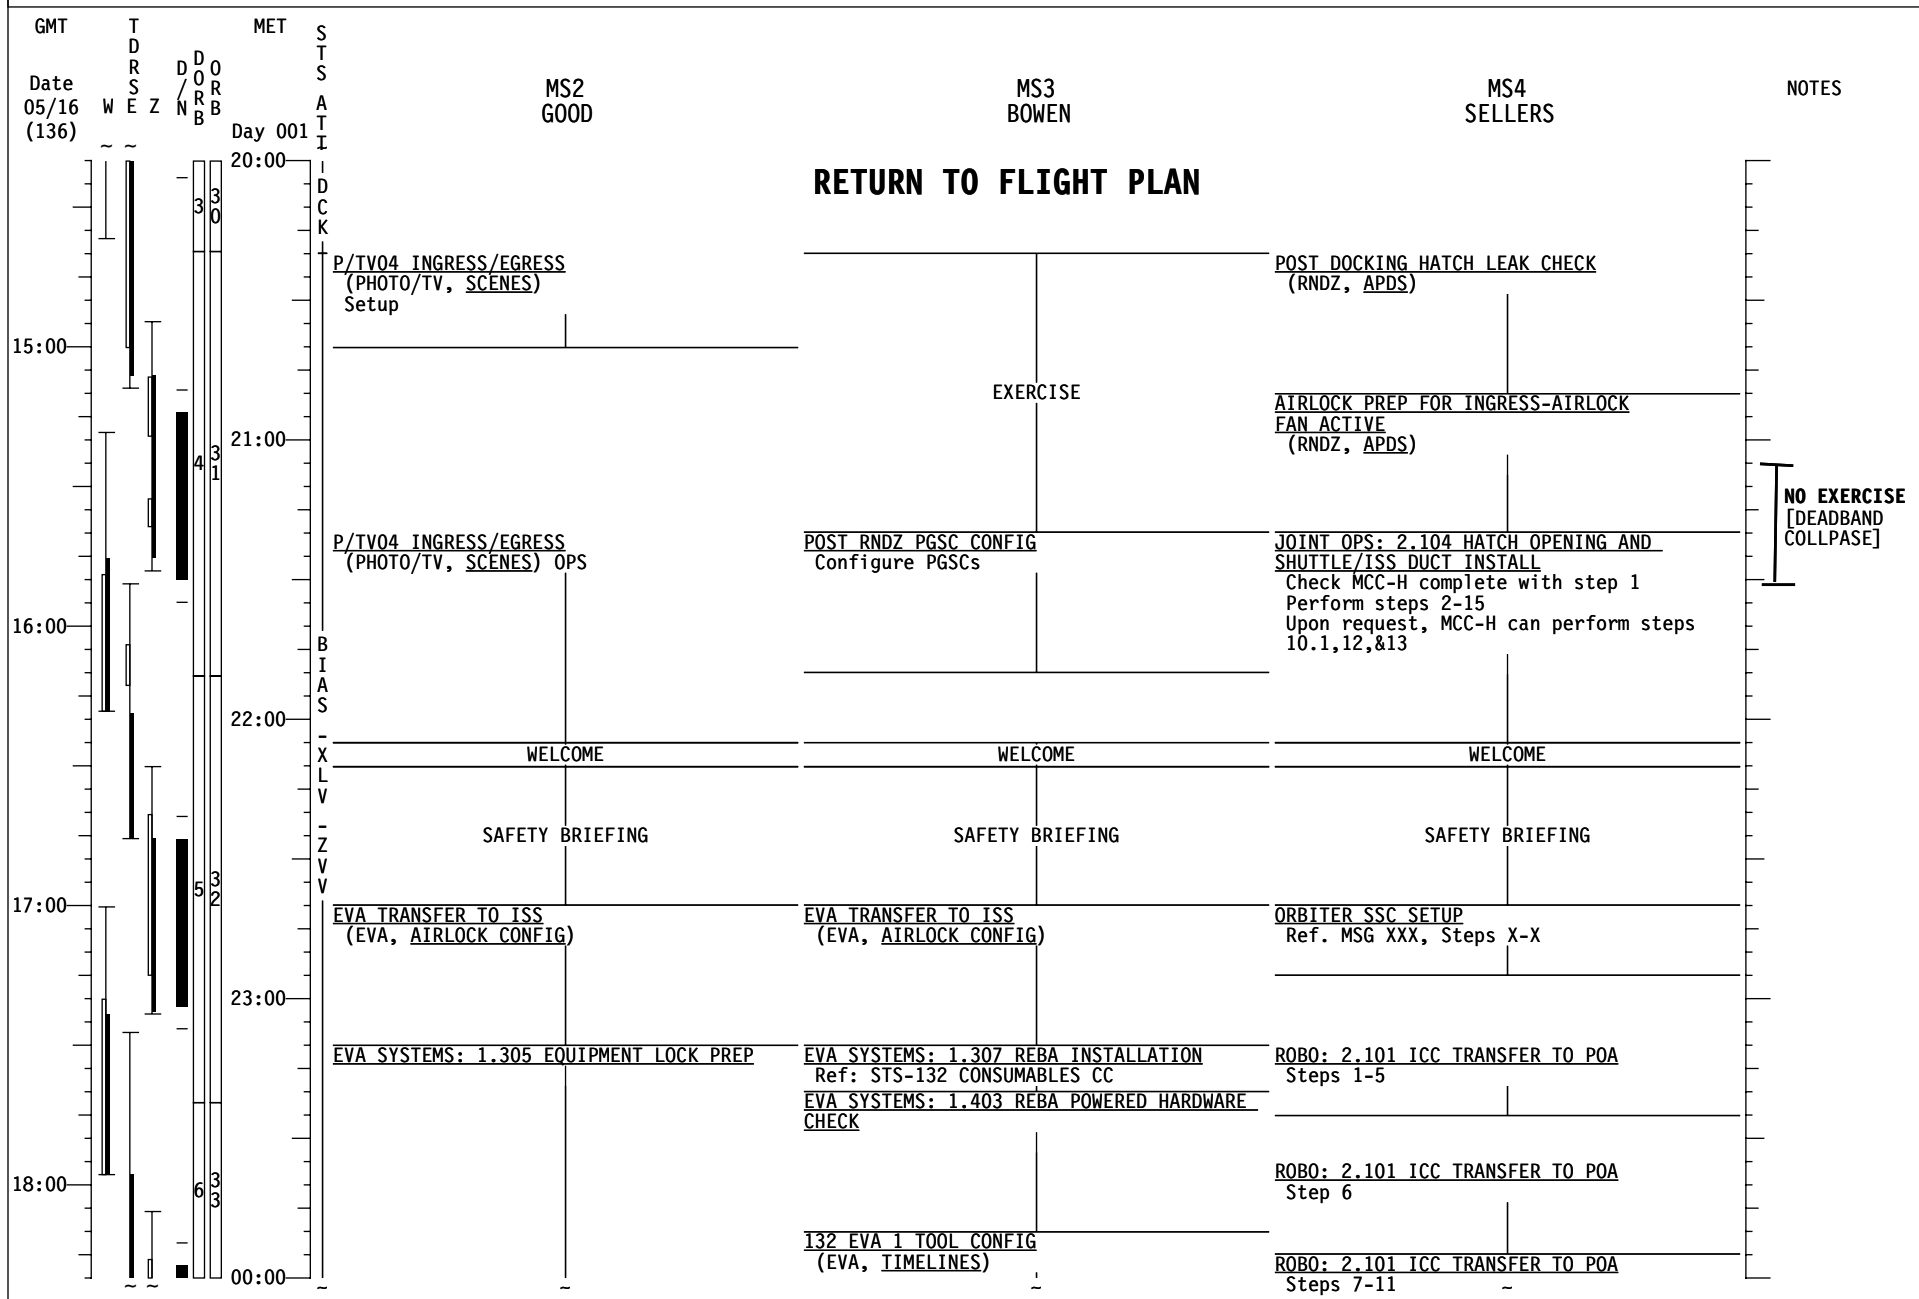 GMT
TDRS
MET
STS ATT
Date
05/16
(136)
W E Z
D/N
DORB
ORB
Day 001
MS2
GOOD
MS3
BOWEN
MS4
SELLERS
NOTES
~ ~
20:00
RETURN TO FLIGHT PLAN
DCK
3
30
P/TV04 INGRESS/EGRESS
(PHOTO/TV, SCENES)
Setup
POST DOCKING HATCH LEAK CHECK
(RNDZ, APDS)
15:00
EXERCISE
AIRLOCK PREP FOR INGRESS-AIRLOCK
FAN ACTIVE
(RNDZ, APDS)
21:00
4
31
NO EXERCISE
[DEADBAND
COLLPASE]
P/TV04 INGRESS/EGRESS
(PHOTO/TV, SCENES) OPS
POST RNDZ PGSC CONFIG
Configure PGSCs
JOINT OPS: 2.104 HATCH OPENING AND
SHUTTLE/ISS DUCT INSTALL
Check MCC-H complete with step 1
Perform steps 2-15
Upon request, MCC-H can perform steps
10.1,12,&13
16:00
BIAS -XLV -ZVV
22:00
WELCOME
WELCOME
WELCOME
SAFETY BRIEFING
SAFETY BRIEFING
SAFETY BRIEFING
5
32
17:00
EVA TRANSFER TO ISS
(EVA, AIRLOCK CONFIG)
EVA TRANSFER TO ISS
(EVA, AIRLOCK CONFIG)
ORBITER SSC SETUP
Ref. MSG XXX, Steps X-X
23:00
EVA SYSTEMS: 1.305 EQUIPMENT LOCK PREP
EVA SYSTEMS: 1.307 REBA INSTALLATION
Ref: STS-132 CONSUMABLES CC
EVA SYSTEMS: 1.403 REBA POWERED HARDWARE
CHECK
ROBO: 2.101 ICC TRANSFER TO POA
Steps 1-5
18:00
6
33
ROBO: 2.101 ICC TRANSFER TO POA
Step 6
132 EVA 1 TOOL CONFIG
(EVA, TIMELINES)
ROBO: 2.101 ICC TRANSFER TO POA
Steps 7-11
00:00
~ ~ ~ ~ ~ ~